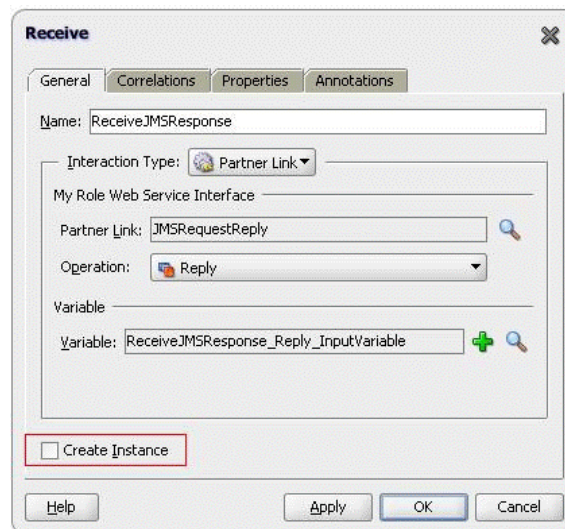 Receive
General Correlations Properties Annotations
Name: ReceiveJMSResponse
Interaction Type: Partner Link
My Role Web Service Interface
Partner Link: JMSRequestReply
Operation: Reply
Variable
Variable: ReceiveJMSResponse_Reply_InputVariable
Create Instance
Help Apply OK Cancel